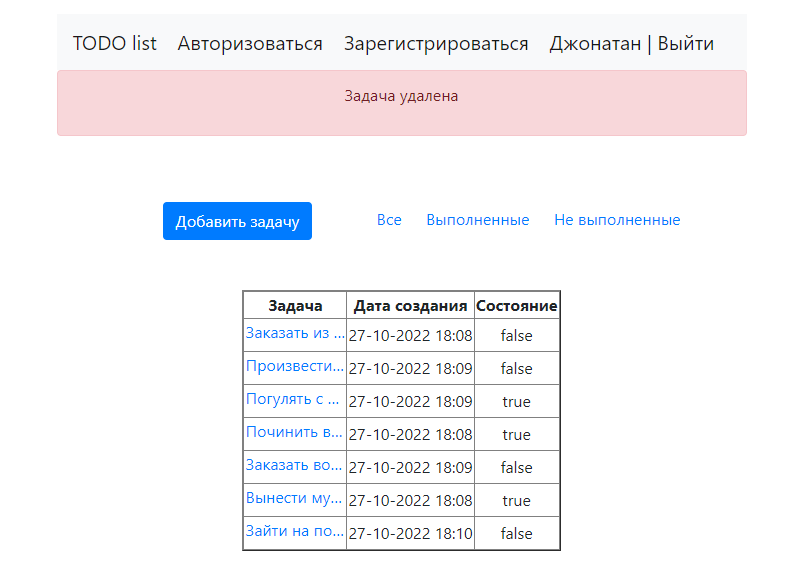 TODO list Авторизоваться Зарегистрироваться Джонатан | Выйти
Задача удалена
Добавить задачу Все Выполненные Не выполненные
Задача Дата создания Состояние
Заказать из ... 27-10-2022 18:08 false
Произвести... 27-10-2022 18:09 false
Погулять с ... 27-10-2022 18:09 true
Починить в... 27-10-2022 18:08 true
Заказать во... 27-10-2022 18:09 false
Вынести му... 27-10-2022 18:08 true
Зайти на по... 27-10-2022 18:10 false